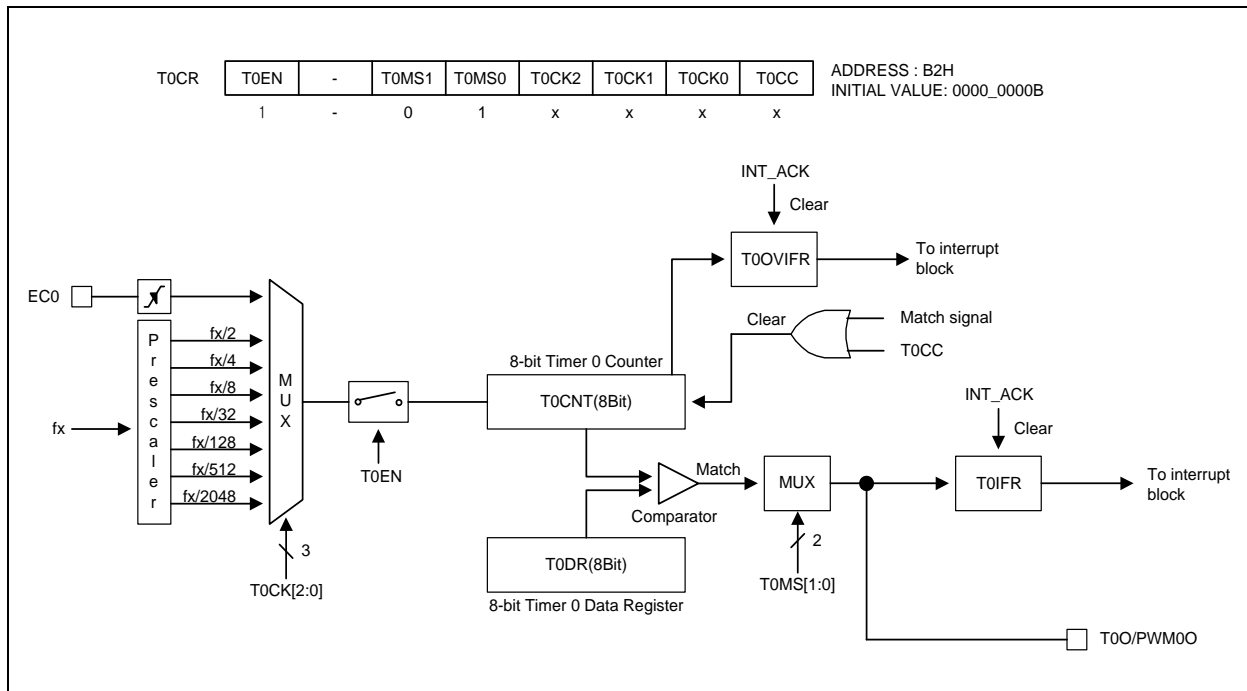 T0CR T0EN - T0MS1 T0MS0 T0CK2 T0CK1 T0CK0 T0CC ADDRESS : B2H
INITIAL VALUE: 0000_0000B
1 - 0 1 x x x x
INT_ACK
Clear
T0OVIFR
To interrupt
block
EC0
Prescaler
fx/2
fx/4
fx/8
fx/32
fx/128
fx/512
fx/2048
fx
MUX
3
T0CK[2:0]
T0EN
Clear
Match signal
T0CC
8-bit Timer 0 Counter
T0CNT(8Bit)
Match
Comparator
T0DR(8Bit)
8-bit Timer 0 Data Register
MUX
2
T0MS[1:0]
INT_ACK
Clear
T0IFR
To interrupt
block
T0O/PWM0O